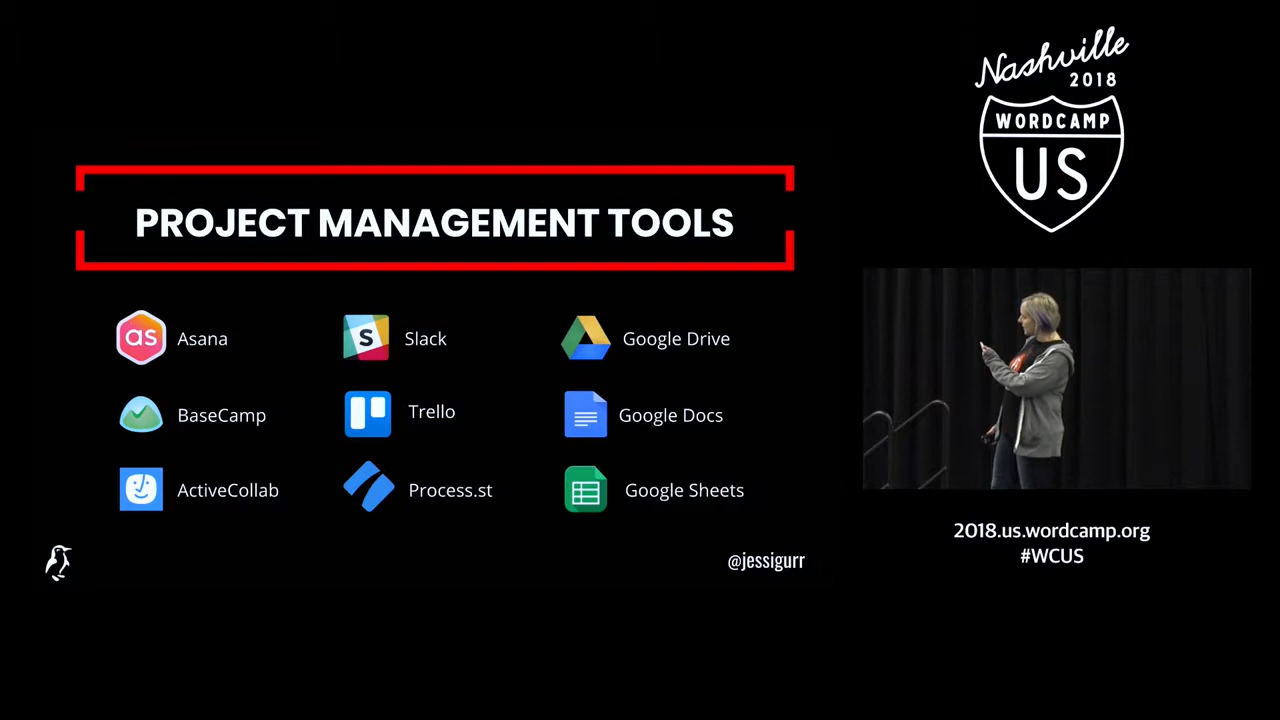 PROJECT MANAGEMENT TOOLS
as Asana
S Slack
Google Drive
BaseCamp
Trello
Google Docs
ActiveCollab
Process.st
Google Sheets
@jessigurr
Nashville
2018
WORDCAMP
US
2018.us.wordcamp.org
#WCUS